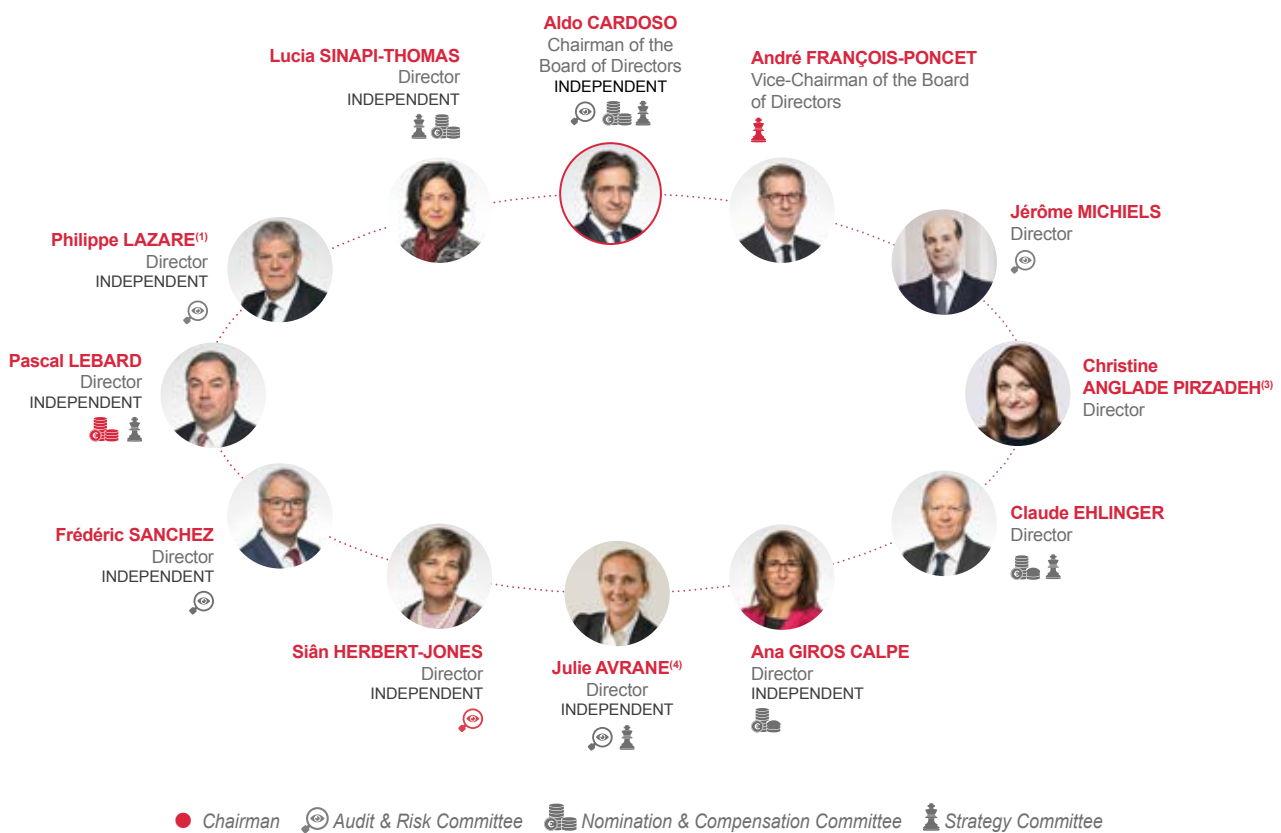 Aldo CARDOSO
Chairman of the
Board of Directors
INDEPENDENT
Lucia SINAPI-THOMAS
Director
INDEPENDENT
André FRANÇOIS-PONCET
Vice-Chairman of the Board
of Directors
Philippe LAZARE(1)
Director
INDEPENDENT
Jérôme MICHIELS
Director
Pascal LEBARD
Director
INDEPENDENT
Christine
ANGLADE PIRZADEH(3)
Director
Frédéric SANCHEZ
Director
INDEPENDENT
Claude EHLINGER
Director
Siân HERBERT-JONES
Director
INDEPENDENT
Julie AVRANE(4)
Director
INDEPENDENT
Ana GIROS CALPE
Director
INDEPENDENT
Chairman Audit & Risk Committee Nomination & Compensation Committee Strategy Committee